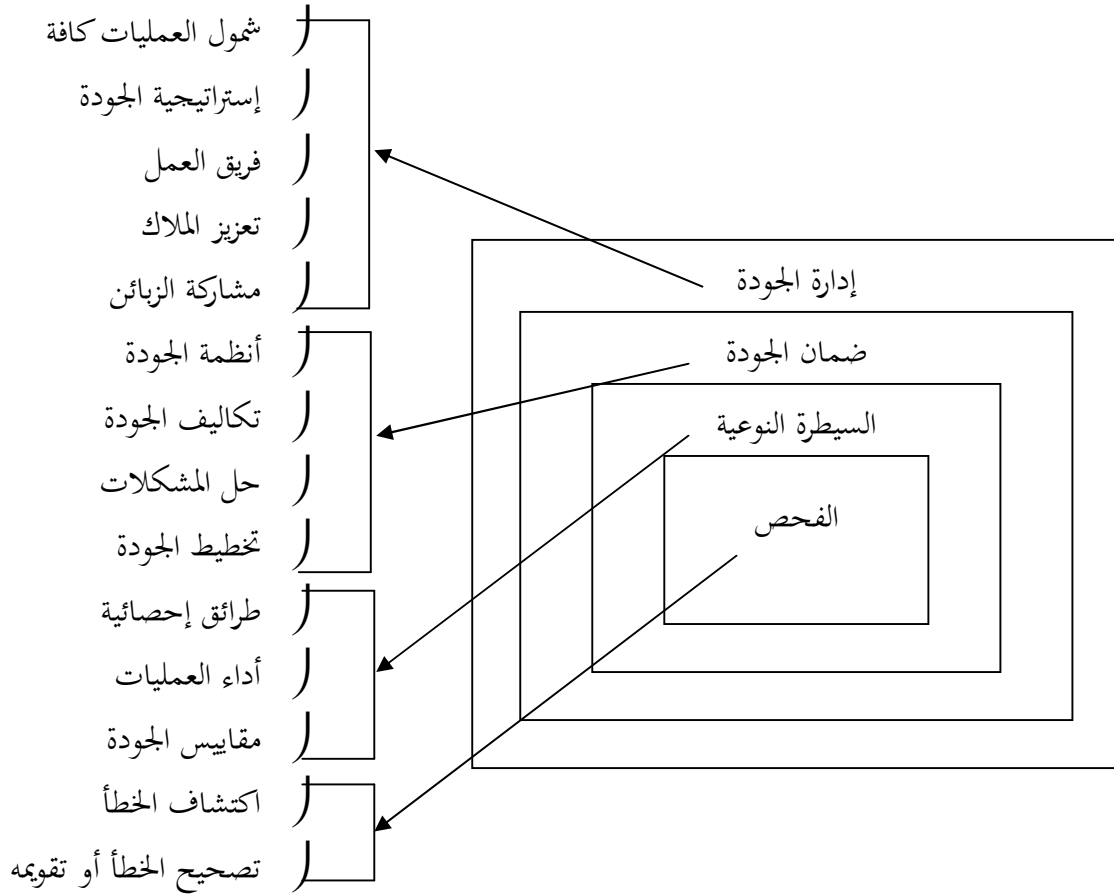 شمول العمليات كافة
إستراتيجية الجودة
فريق العمل
تعزيز الملاك
مشاركة الزبائن
أنظمة الجودة
تكاليف الجودة
حل المشكلات
تخطيط الجودة
طرائق إحصائية
أداء العمليات
مقاييس الجودة
اكتشاف الخطأ
تصحيح الخطأ أو تقويمه
إدارة الجودة
ضمان الجودة
السيطرة النوعية
الفحص